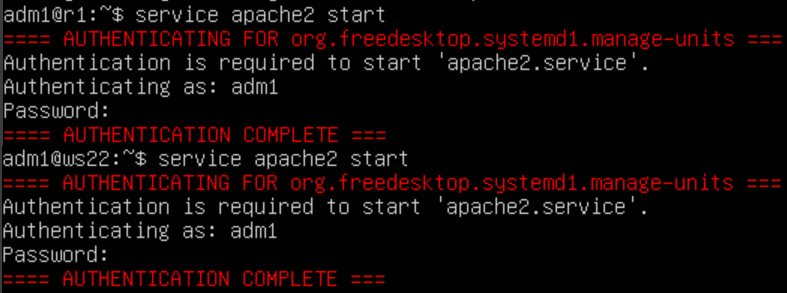 adm1@r1:~$ service apache2 start
==== AUTHENTICATING FOR org.freedesktop.systemd1.manage-units ===
Authentication is required to start 'apache2.service'.
Authenticating as: adm1
Password:
==== AUTHENTICATION COMPLETE ===
adm1@ws22:~$ service apache2 start
==== AUTHENTICATING FOR org.freedesktop.systemd1.manage-units ===
Authentication is required to start 'apache2.service'.
Authenticating as: adm1
Password:
==== AUTHENTICATION COMPLETE ===